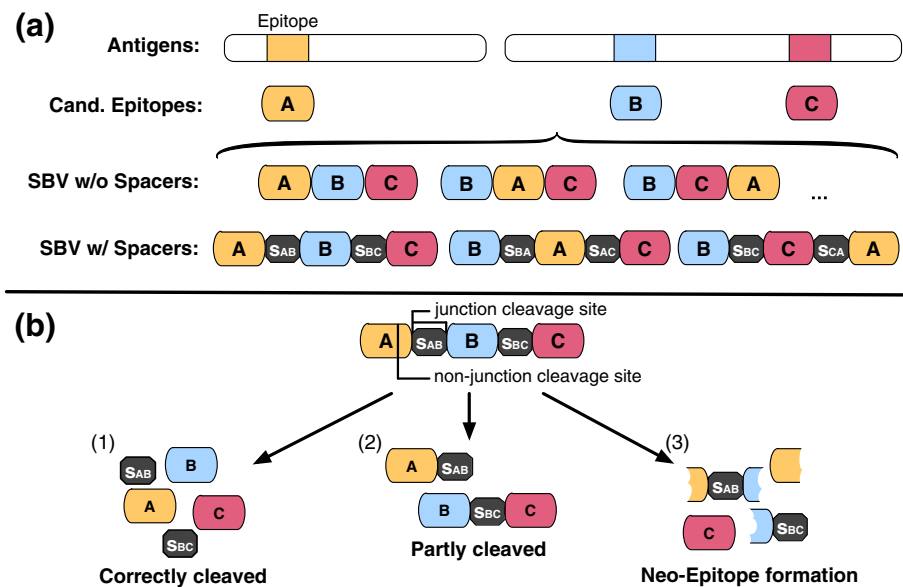 (a)
Epitope
Antigens:
Cand. Epitopes: A B C
SBV w/o Spacers: A B C B A C B C A ...
SBV w/ Spacers: A SAB B SBC C B SBA A SAC C B SBC C SCA A
(b)
junction cleavage site
A SAB B SBC C
non-junction cleavage site
(1) (2) (3)
SAB B A SAB SAB
A C B SBC C C SBC
SBC
Correctly cleaved Partly cleaved Neo-Epitope formation